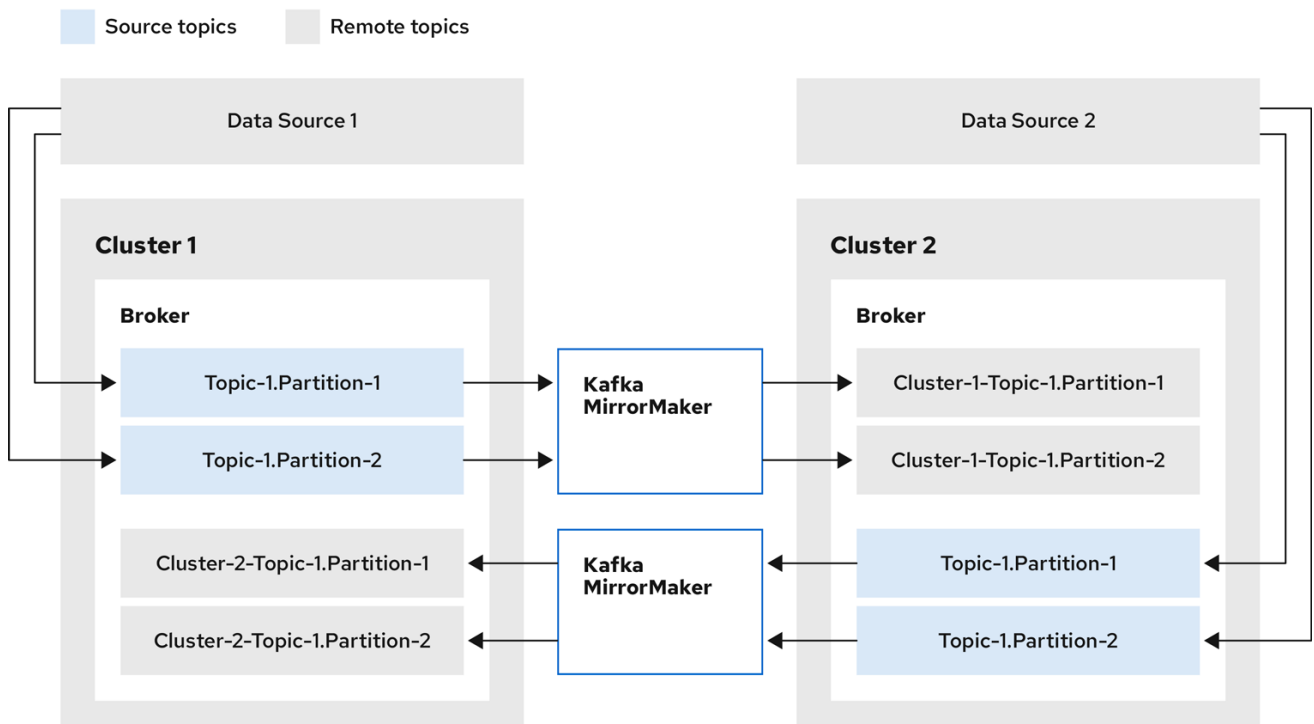 Source topics
Remote topics
Data Source 1
Data Source 2
Cluster 1
Broker
Topic-1.Partition-1
Topic-1.Partition-2
Cluster-2-Topic-1.Partition-1
Cluster-2-Topic-1.Partition-2
Kafka
MirrorMaker
Kafka
MirrorMaker
Cluster 2
Broker
Cluster-1-Topic-1.Partition-1
Cluster-1-Topic-1.Partition-2
Topic-1.Partition-1
Topic-1.Partition-2